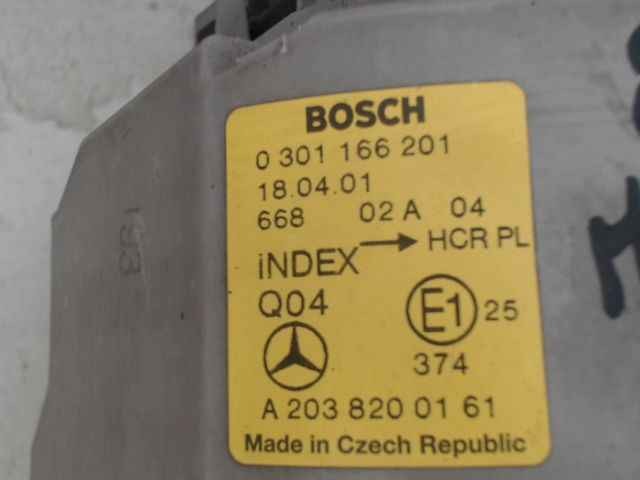 BOSCH
0 301 166 201
18.04.01
668 02 A 04
iNDEX → HCR PL
Q04
E1 25
374
A 203 820 01 61
Made in Czech Republic
193